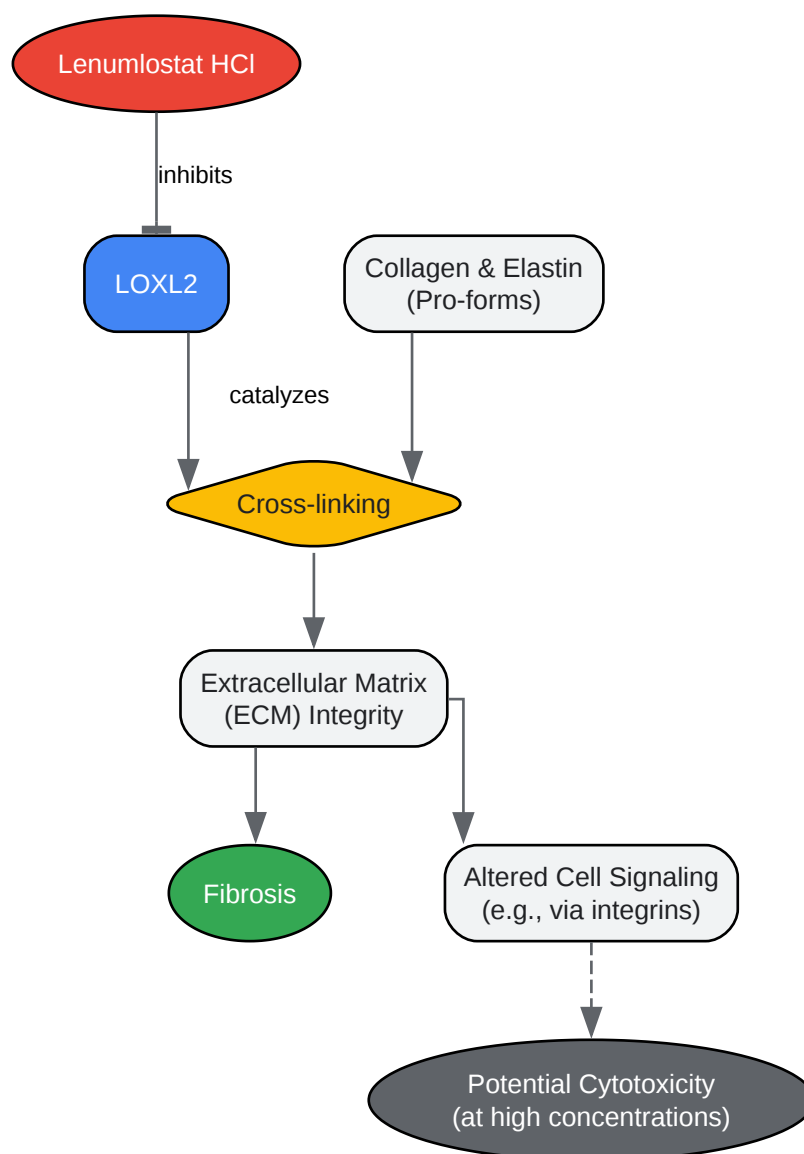 Lenumlostat HCl
inhibits
LOXL2
Collagen & Elastin
(Pro-forms)
catalyzes
Cross-linking
Extracellular Matrix
(ECM) Integrity
Fibrosis
Altered Cell Signaling
(e.g., via integrins)
Potential Cytotoxicity
(at high concentrations)